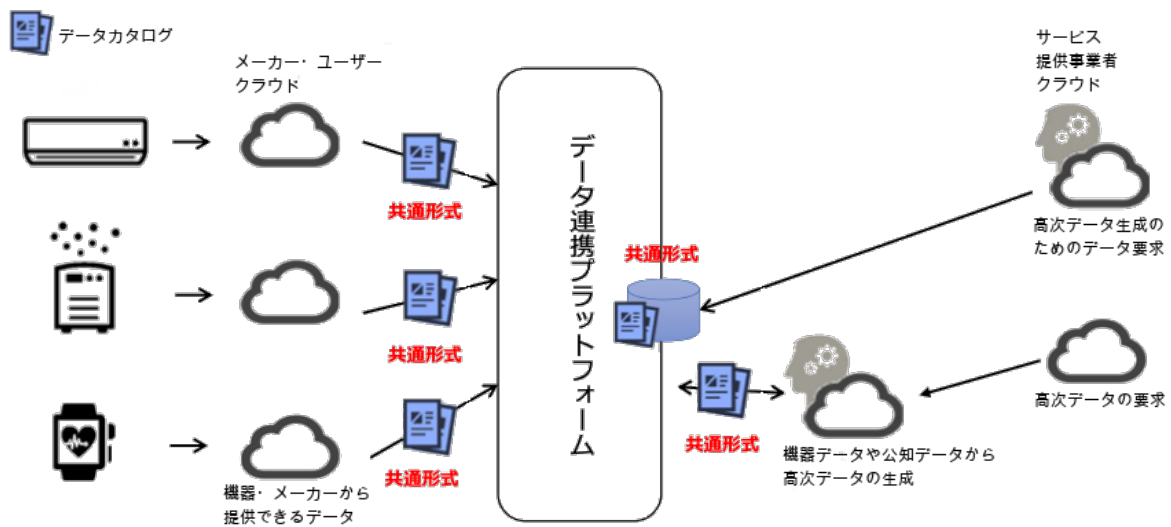 データカタログ
メーカー・ユーザー
クラウド
サービス
提供事業者
クラウド
共通形式
共通形式
共通形式
データ連携プラットフォーム
共通形式
高次データ生成の
ためのデータ要求
共通形式
高次データの要求
機器データや公知データから
高次データの生成
機器・メーカーから
提供できるデータ